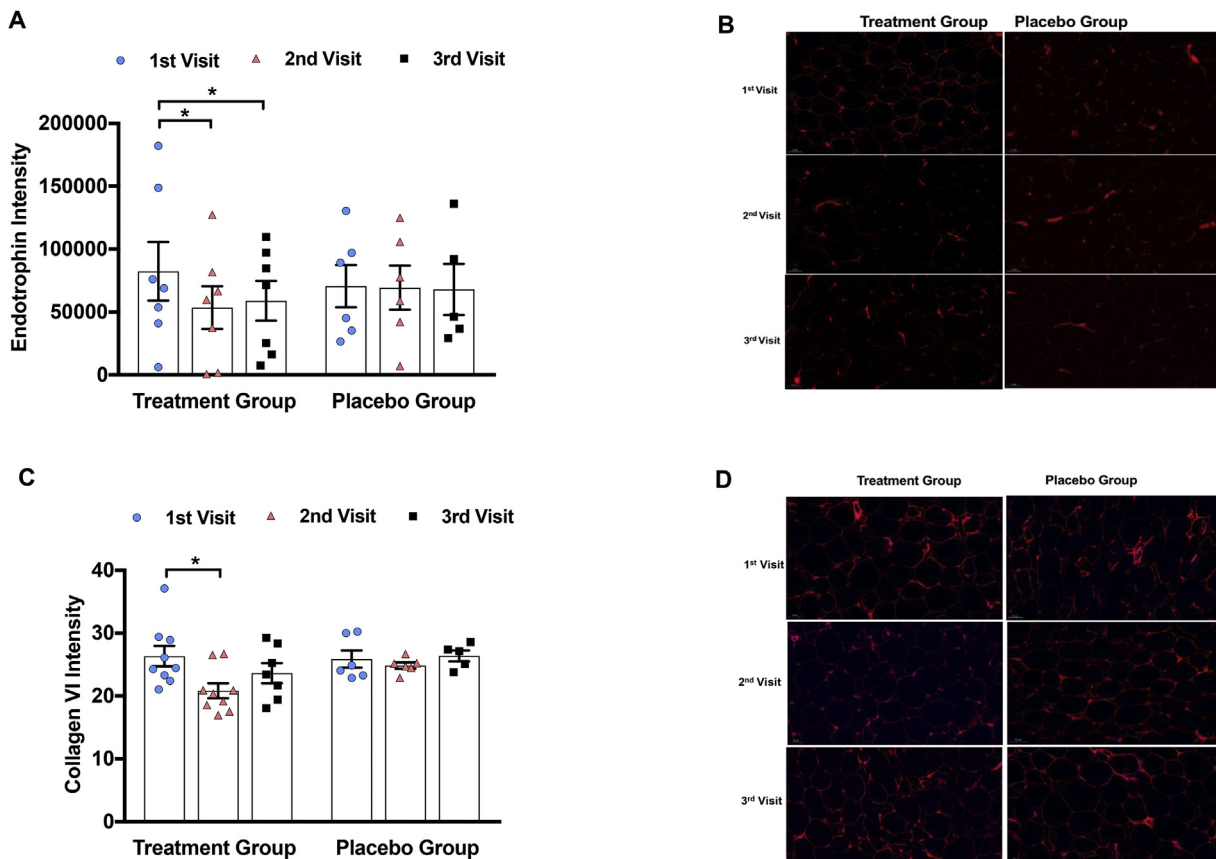 A
1st Visit 2nd Visit 3rd Visit
*
*
200000
150000
100000
50000
0
Endotrophin Intensity
Treatment Group Placebo Group
B
Treatment Group Placebo Group
1st Visit
2nd Visit
3rd Visit
C
1st Visit 2nd Visit 3rd Visit
*
40
30
20
10
0
Collagen VI Intensity
Treatment Group Placebo Group
D
Treatment Group Placebo Group
1st Visit
2nd Visit
3rd Visit